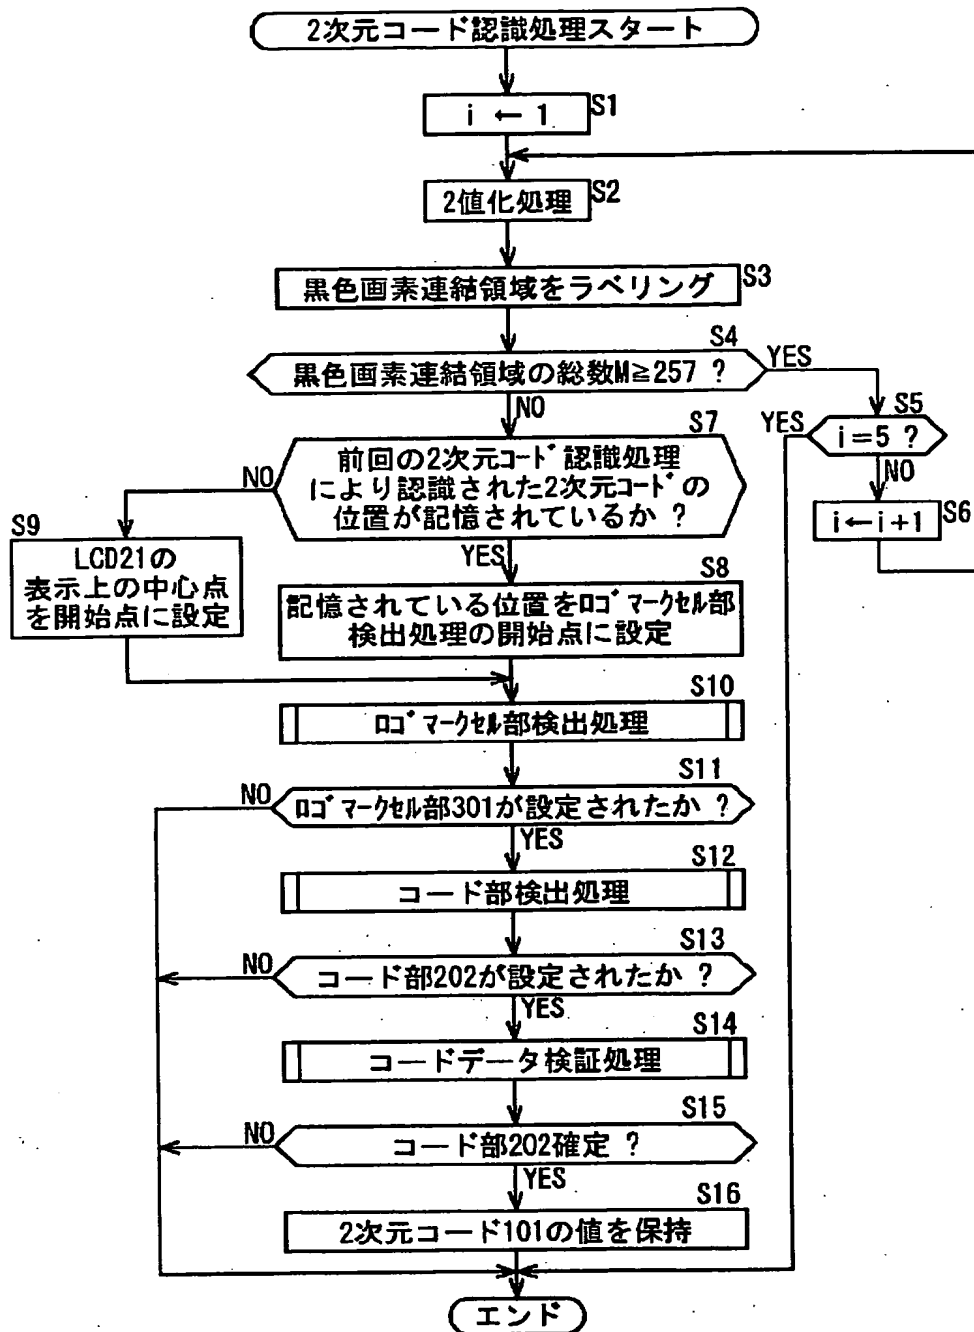 2次元コード認識処理スタート
i ← 1
S1
2値化処理
S2
黒色画素連結領域をラベリング
S3
S4
黒色画素連結領域の総数M≧257 ?
YES
NO
S5
YES
i=5 ?
NO
i←i+1
S6
S7
前回の2次元コード認識処理
により認識された2次元コードの
位置が記憶されているか ?
NO
YES
S9
LCD21の
表示上の中心点
を開始点に設定
S8
記憶されている位置をロゴマークセル部
検出処理の開始点に設定
S10
ロゴマークセル部検出処理
S11
NO
ロゴマークセル部301が設定されたか ?
YES
S12
コード部検出処理
S13
NO
コード部202が設定されたか ?
YES
S14
コードデータ検証処理
S15
NO
コード部202確定 ?
YES
S16
2次元コード101の値を保持
エンド